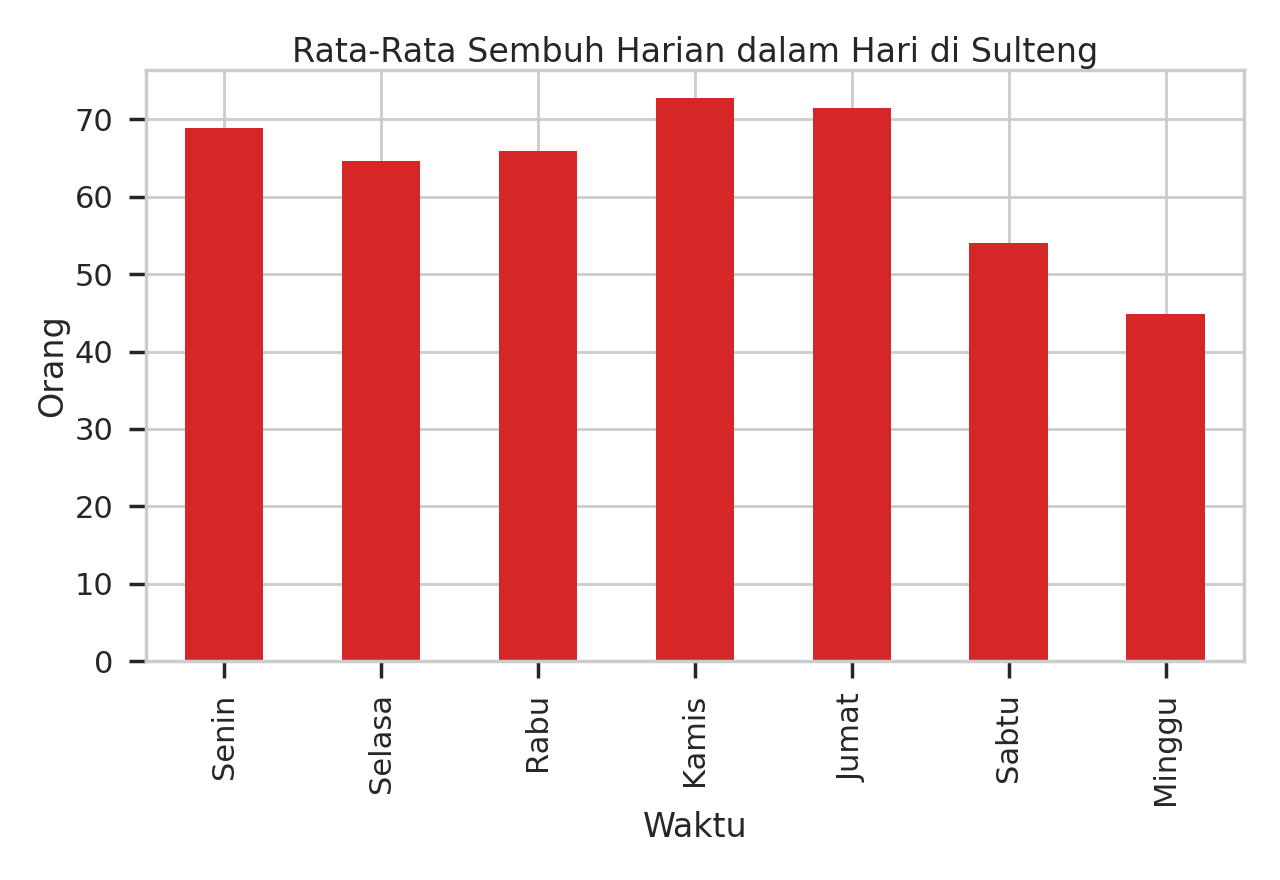 Rata-Rata Sembuh Harian dalam Hari di Sulteng
Orang
70
60
50
40
30
20
10
0
Senin
Selasa
Rabu
Kamis
Jumat
Sabtu
Minggu
Waktu